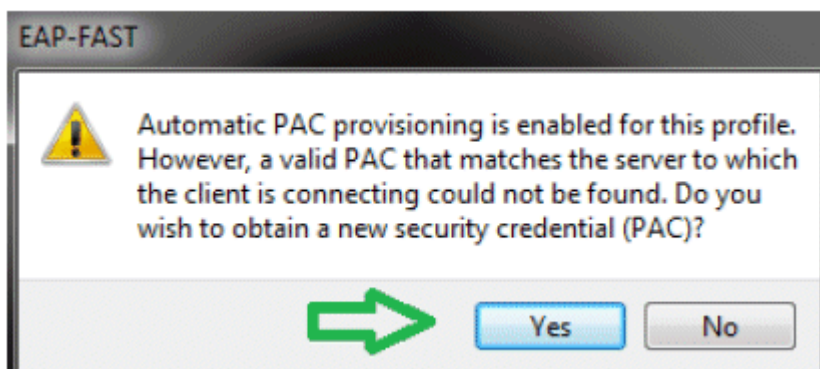 EAP-FAST
Automatic PAC provisioning is enabled for this profile.
However, a valid PAC that matches the server to which
the client is connecting could not be found. Do you
wish to obtain a new security credential (PAC)?
Yes
No